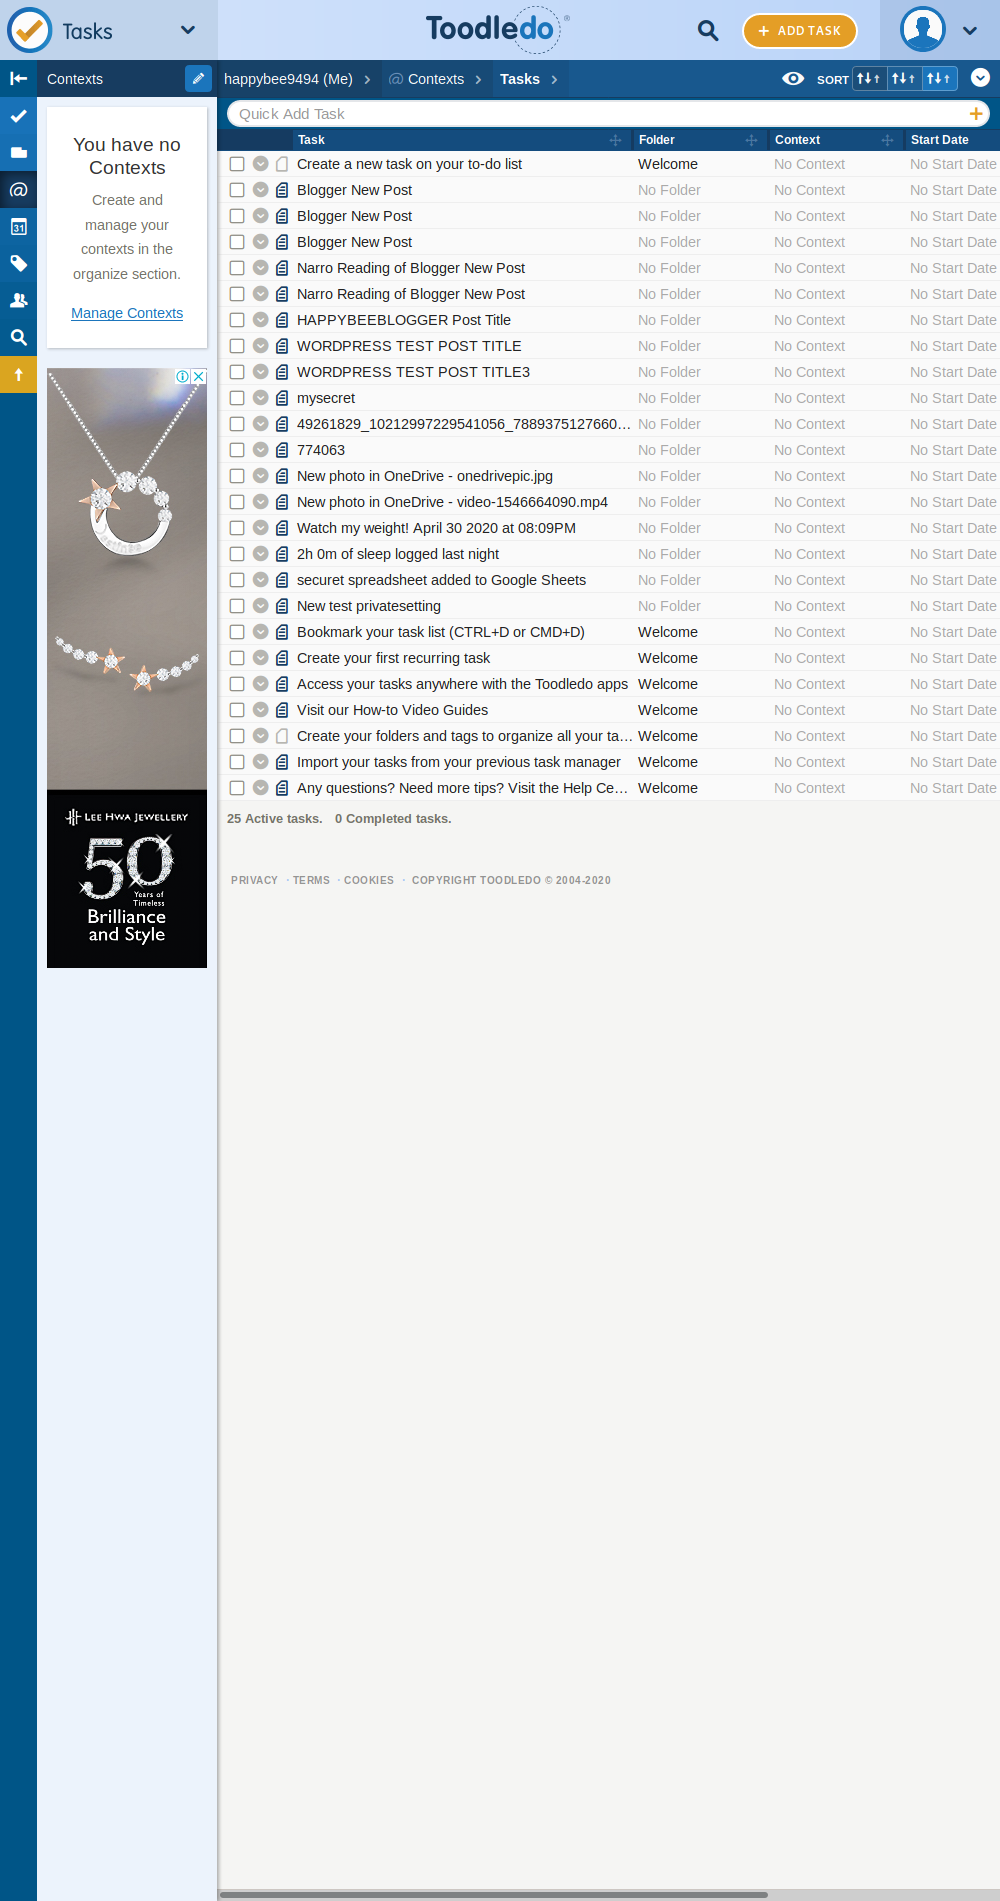 Tasks
Toodledo®
+ ADD TASK
Contexts
happybee9494 (Me)
@ Contexts
Tasks
SORT
Quick Add Task
Task Folder Context Start Date
You have no
Contexts
Create and
manage your
contexts in the
organize section.
Manage Contexts
31
Create a new task on your to-do list Welcome No Context No Start Date
Blogger New Post No Folder No Context No Start Date
Blogger New Post No Folder No Context No Start Date
Blogger New Post No Folder No Context No Start Date
Narro Reading of Blogger New Post No Folder No Context No Start Date
Narro Reading of Blogger New Post No Folder No Context No Start Date
HAPPYBEEBLOGGER Post Title No Folder No Context No Start Date
WORDPRESS TEST POST TITLE No Folder No Context No Start Date
WORDPRESS TEST POST TITLE3 No Folder No Context No Start Date
mysecret No Folder No Context No Start Date
49261829_10212997229541056_7889375127660... No Folder No Context No Start Date
774063 No Folder No Context No Start Date
New photo in OneDrive - onedrivepic.jpg No Folder No Context No Start Date
New photo in OneDrive - video-1546664090.mp4 No Folder No Context No Start Date
Watch my weight! April 30 2020 at 08:09PM No Folder No Context No Start Date
2h 0m of sleep logged last night No Folder No Context No Start Date
securet spreadsheet added to Google Sheets No Folder No Context No Start Date
New test privatesetting No Folder No Context No Start Date
Bookmark your task list (CTRL+D or CMD+D) Welcome No Context No Start Date
Create your first recurring task Welcome No Context No Start Date
Access your tasks anywhere with the Toodledo apps Welcome No Context No Start Date
Visit our How-to Video Guides Welcome No Context No Start Date
Create your folders and tags to organize all your ta... Welcome No Context No Start Date
Import your tasks from your previous task manager Welcome No Context No Start Date
Any questions? Need more tips? Visit the Help Ce... Welcome No Context No Start Date
25 Active tasks. 0 Completed tasks.
LEE HWA JEWELLERY
50
Years of
Timeless
Brilliance
and Style
PRIVACY · TERMS · COOKIES · COPYRIGHT TOODLEDO © 2004-2020